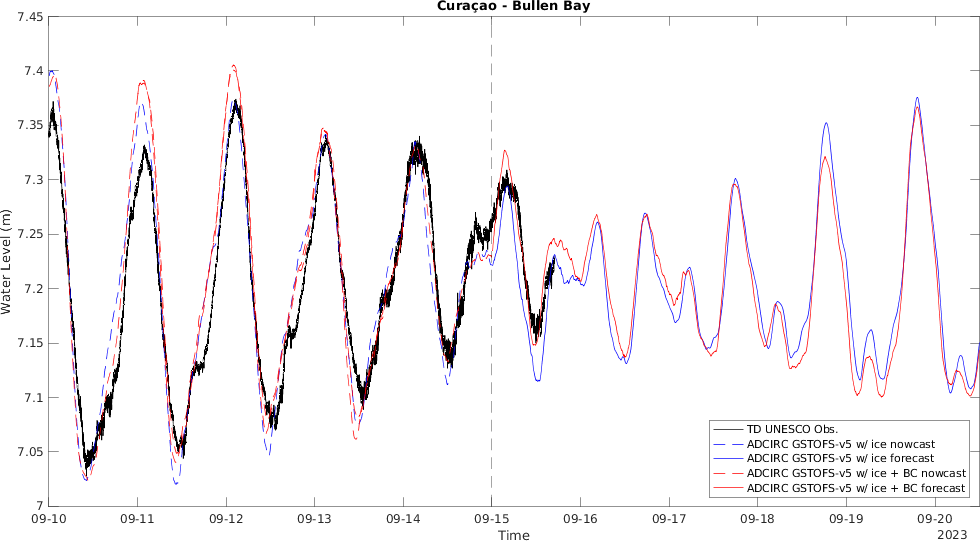 Curaçao - Bullen Bay
Water Level (m)
7.45
7.4
7.35
7.3
7.25
7.2
7.15
7.1
7.05
7
09-10 09-11 09-12 09-13 09-14 09-15 09-16 09-17 09-18 09-19 09-20
Time
2023
TD UNESCO Obs.
ADCIRC GSTOFS-v5 w/ ice nowcast
ADCIRC GSTOFS-v5 w/ ice forecast
ADCIRC GSTOFS-v5 w/ ice + BC nowcast
ADCIRC GSTOFS-v5 w/ ice + BC forecast